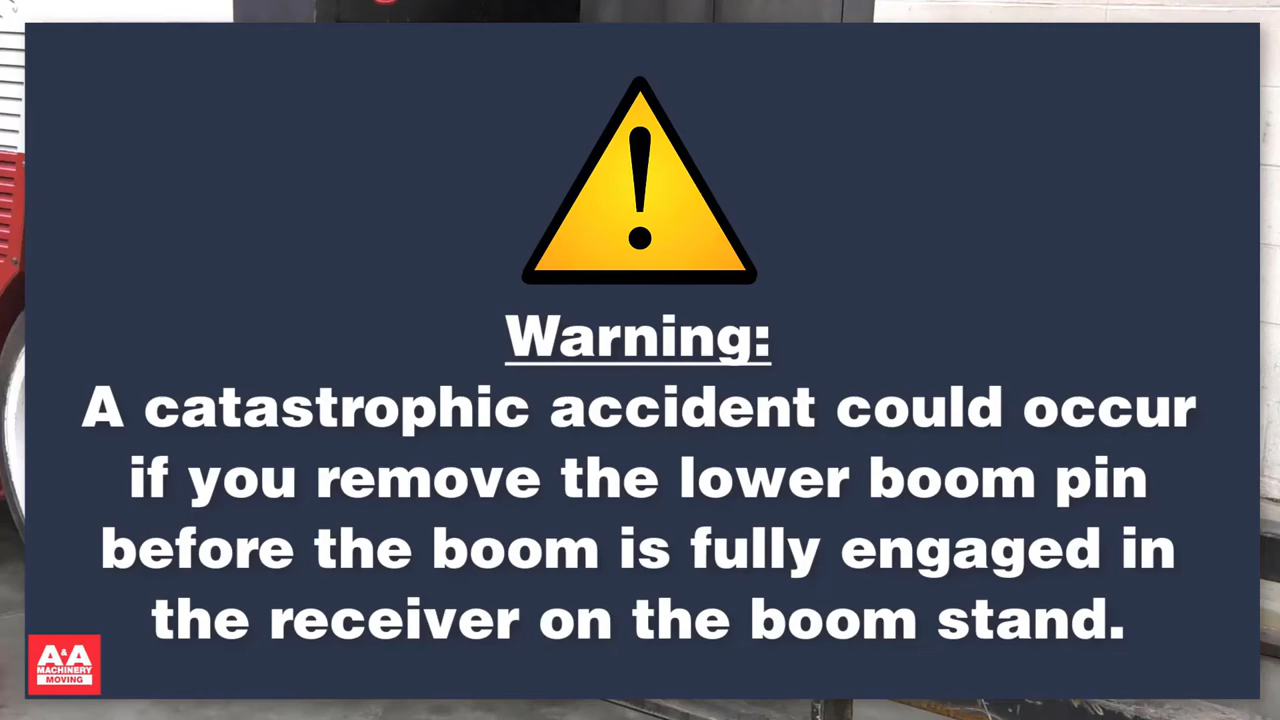 Warning:
A catastrophic accident could occur
if you remove the lower boom pin
before the boom is fully engaged in
the receiver on the boom stand.
A&A
MACHINERY
MOVING